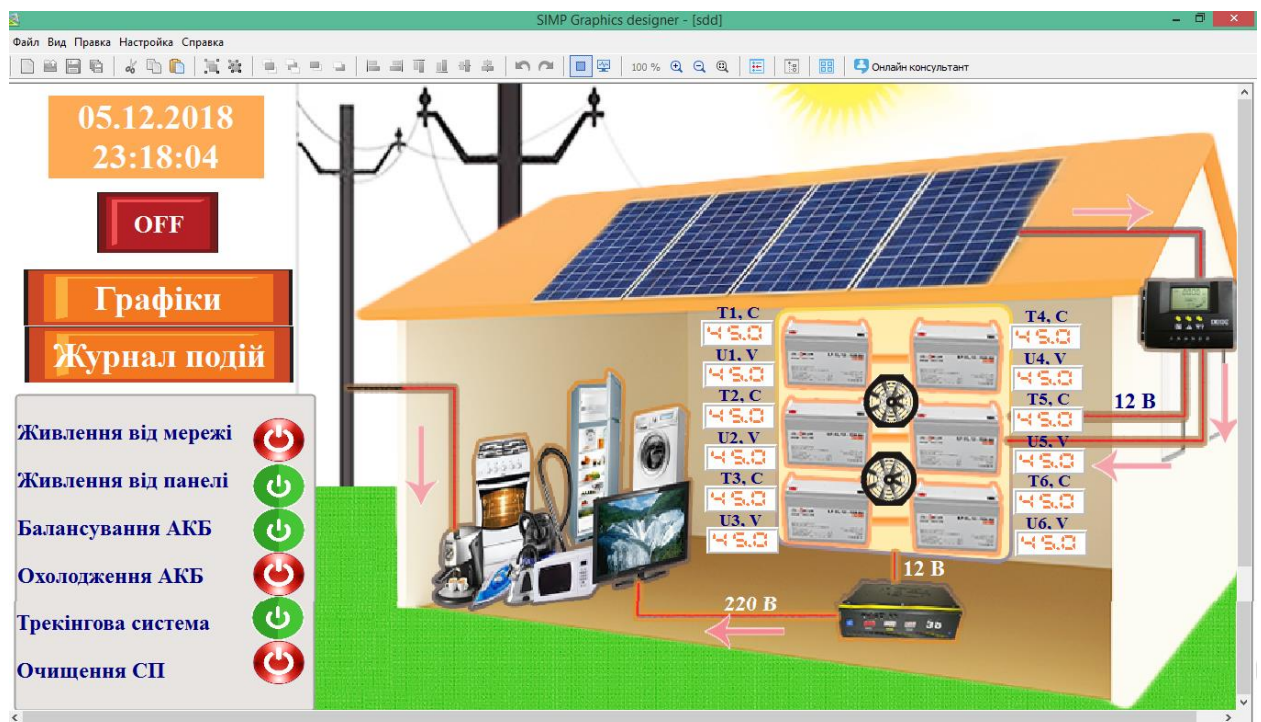 SIMP Graphics designer - [sdd]
Файл Вид Правка Настройка Справка
100 %
Онлайн консультант
05.12.2018
23:18:04
OFF
Графіки
Журнал подій
Живлення від мережі
Живлення від панелі
Балансування АКБ
Охолодження АКБ
Трекінгова система
Очищення СП
T1, C
45.0
U1, V
45.0
T2, C
45.0
U2, V
45.0
T3, C
45.0
U3, V
45.0
T4, C
45.0
U4, V
45.0
T5, C
45.0
U5, V
45.0
T6, C
45.0
U6, V
45.0
12 В
12 В
220 В